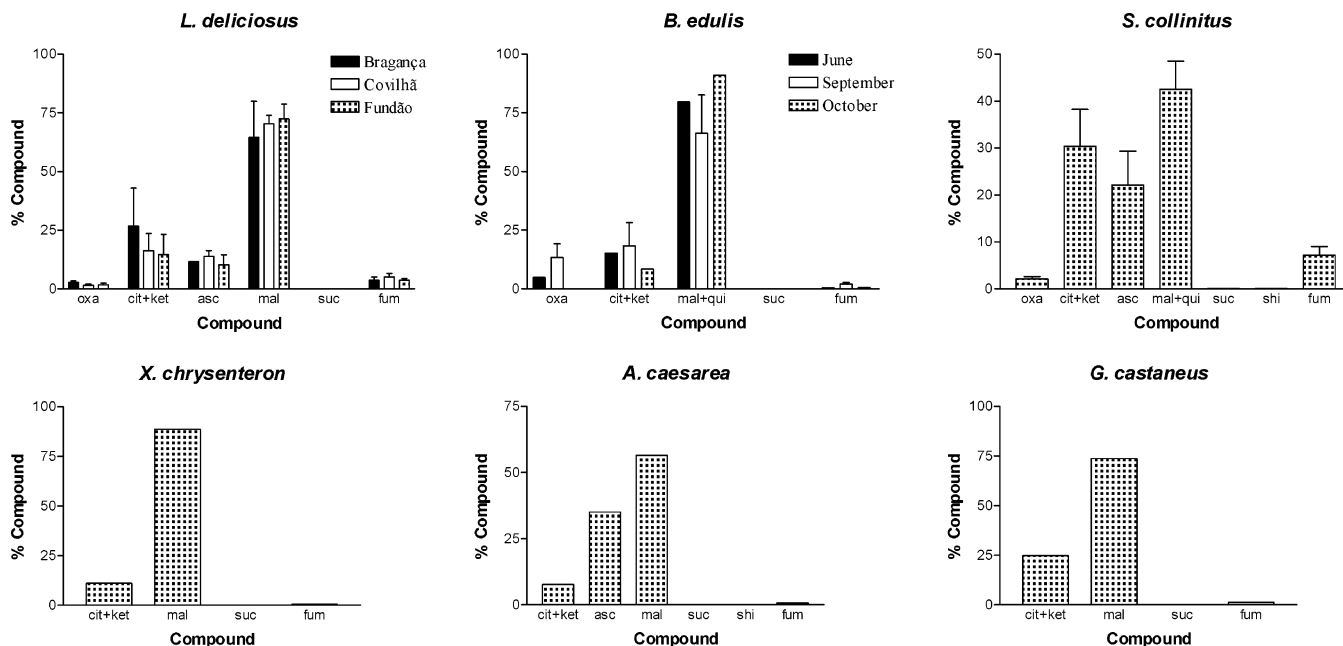 L. deliciosus
100
75
50
25
0
% Compound
Bragança
Covilhã
Fundão
oxa cit+ket asc mal suc fum
Compound
B. edulis
100
75
50
25
0
% Compound
June
September
October
oxa cit+ket mal+qui suc fum
Compound
S. collinitus
50
40
30
20
10
0
% Compound
oxa cit+ket asc mal+qui suc shi fum
Compound
X. chrysenteron
100
75
50
25
0
% Compound
cit+ket mal suc fum
Compound
A. caesarea
75
50
25
0
% Compound
cit+ket asc mal suc shi fum
Compound
G. castaneus
100
75
50
25
0
% Compound
cit+ket mal suc fum
Compound